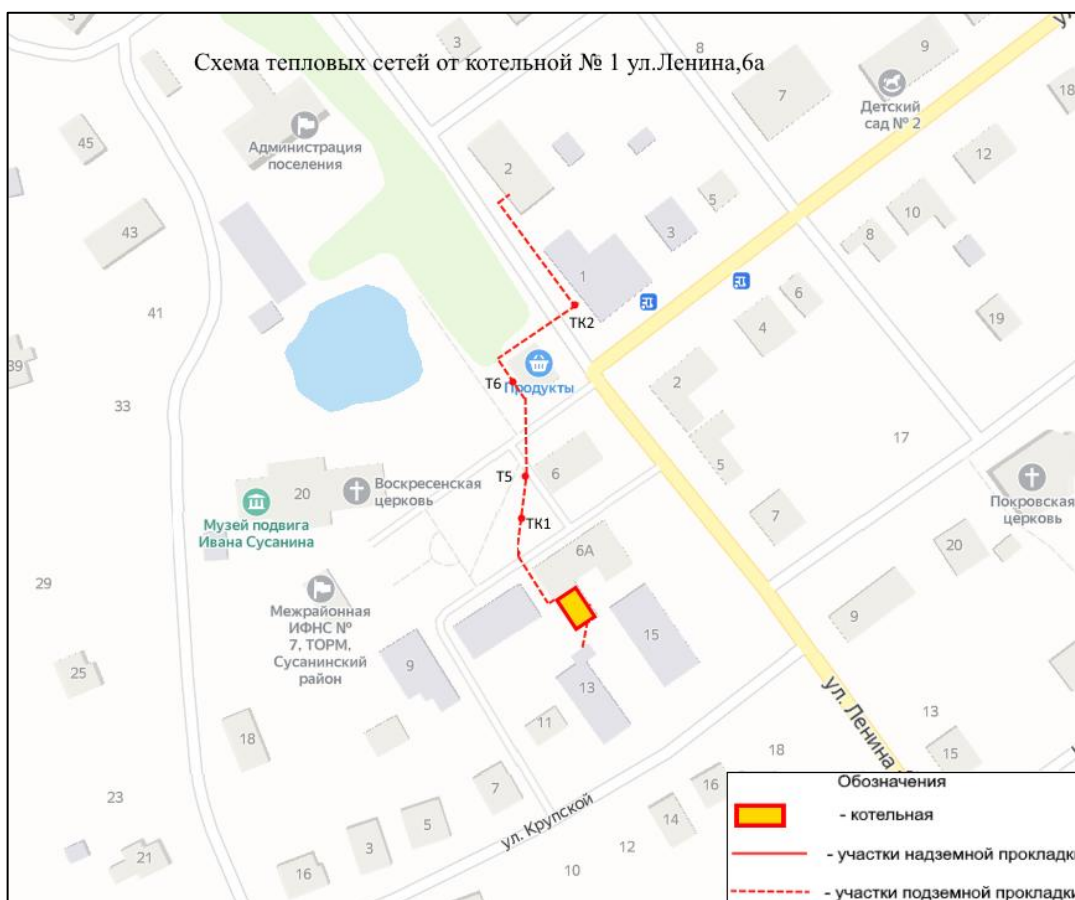 Схема тепловых сетей от котельной № 1 ул.Ленина,6а
3
3
8
9
7
Детский
сад № 2
18
Администрация
поселения
45
2
12
5
10
43
3
8
1
6
41
ТК2
4
19
39
Т6
Продукты
33
2
17
Т5
6
5
Воскресенская
церковь
20
Музей подвига
Ивана Сусанина
Покровская
церковь
7
ТК1
6А
20
29
Межрайонная
ИФНС №
7, ТОРМ,
Сусанинский
район
15
9
9
25
13
ул. Ленина
11
13
18
18
15
7
16
23
5
ул. Крупской
14
3
12
21
16
10
Обозначения
- котельная
- участки надземной прокладки
- участки подземной прокладки